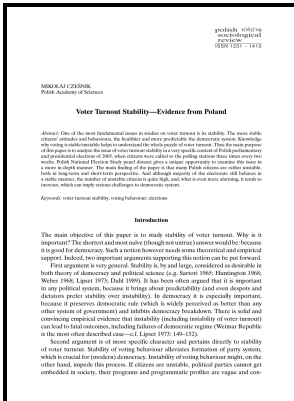 polish
sociological
review
ISSN 1231 – 1413
MIKOŁAJ CZEŚNIK
Polish Academy of Sciences
Voter Turnout Stability—Evidence from Poland
Abstract: One of the most fundamental issues in studies on voter turnout is its stability. The more stable
citizens' attitudes and behaviours, the healthier and more predictable the democratic system. Knowledge
why voting is stable/unstable helps to understand the whole puzzle of voter turnout. Thus the main purpose
of this paper is to analyze the issue of voter turnout stability in a very specific context of Polish parliamentary
and presidential elections of 2005, when citizens were called to the polling stations three times every two
weeks. Polish National Election Study panel dataset gives a unique opportunity to examine this issue in
a more in-depth manner. The main finding of the paper is that many Polish citizens are rather unstable,
both in long-term and short-term perspective. And although majority of the electorate still behaves in
a stable manner, the number of unstable citizens is quite high, and, what is even more alarming, it tends to
increase, which can imply serious challenges to democratic system.
Keywords: voter turnout stability; voting behaviour; elections
Introduction
The main objective of this paper is to study stability of voter turnout. Why is it
important? The shortest and most naïve (though not untrue) answer would be: because
it is good for democracy. Such a notion however needs some theoretical and empirical
support. Indeed, two important arguments supporting this notion can be put forward.
First argument is very general. Stability is, by and large, considered as desirable in
both theory of democracy and political science (e.g. Sartori 1965; Huntington 1968;
Weber 1968; Lipset 1973; Dahl 1989). It has been often argued that it is important
in any political system, because it brings about predictability (and even despots and
dictators prefer stability over instability). In democracy it is especially important,
because it preserves democratic rule (which is widely perceived as better than any
other system of government) and inhibits democracy breakdown. There is solid and
convincing empirical evidence that instability (including instability of voter turnout)
can lead to fatal outcomes, including failures of democratic regime (Weimar Republic
is the most often described case—c.f. Lipset 1973: 149–152).
Second argument is of more specific character and pertains directly to stability
of voter turnout. Stability of voting behaviour alleviates formation of party system,
which is crucial for (modern) democracy. Instability of voting behaviour might, on the
other hand, impede this process. If citizens are unstable, political parties cannot get
embedded in society, their programs and programmatic profiles are vague and con-